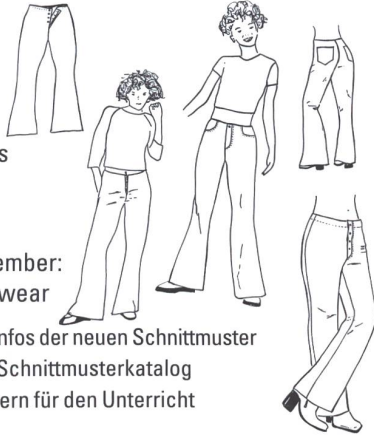 s
ember:
wear
nfos der neuen Schnittmuster
Schnittmusterkatalog
ern für den Unterricht